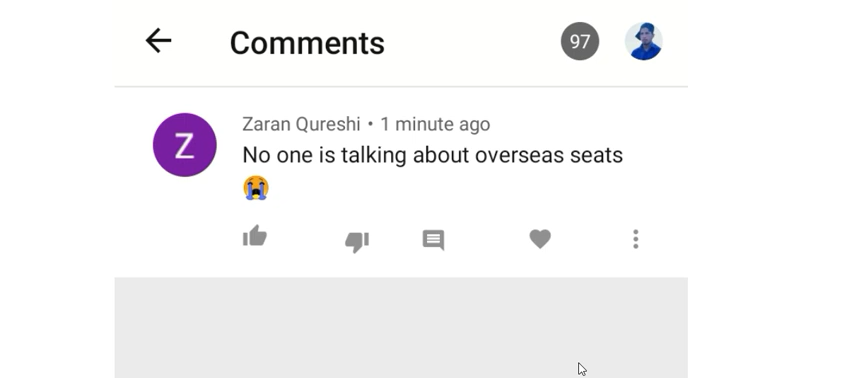 Comments
97
Z
Zaran Qureshi • 1 minute ago
No one is talking about overseas seats
😭